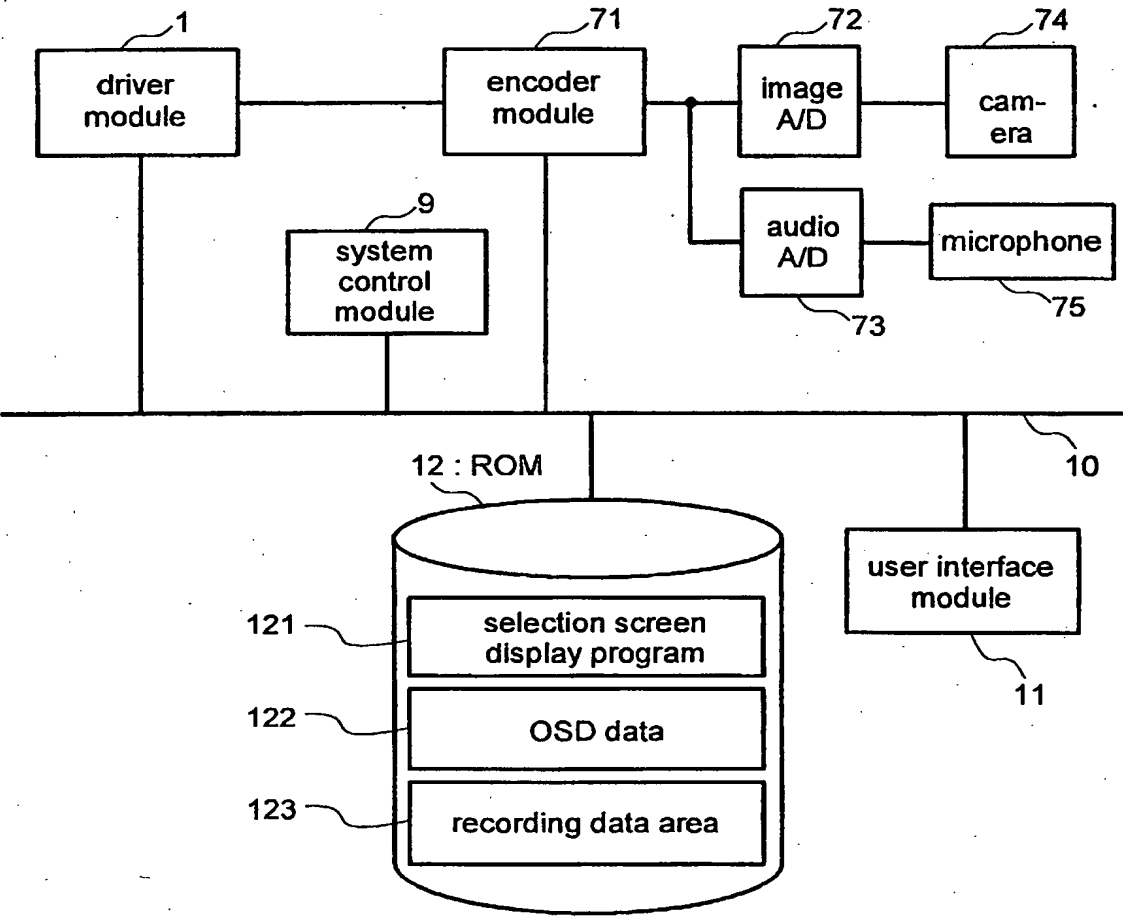 1
71
72
74
driver
module
encoder
module
image
A/D
cam-
era
9
system
control
module
audio
A/D
microphone
73
75
12 : ROM
10
user interface
module
11
121
selection screen
display program
122
OSD data
123
recording data area